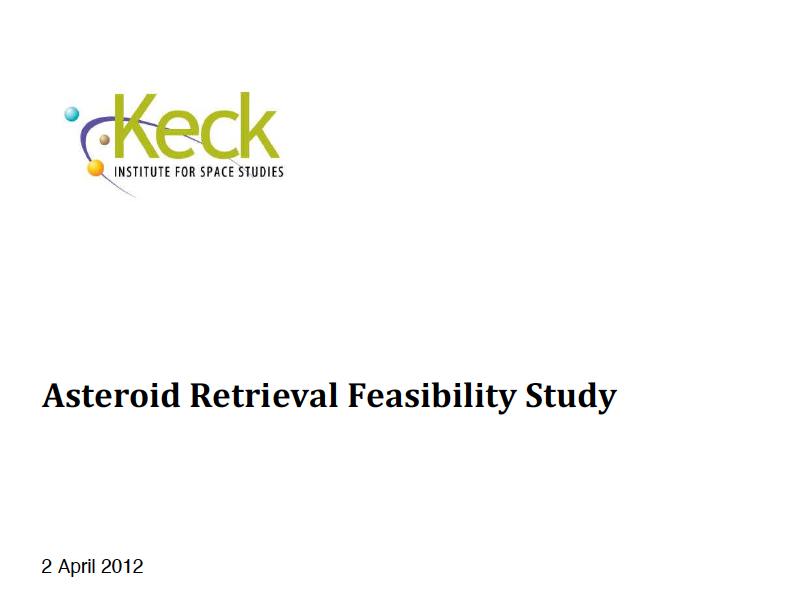 Keck
INSTITUTE FOR SPACE STUDIES
Asteroid Retrieval Feasibility Study
2 April 2012